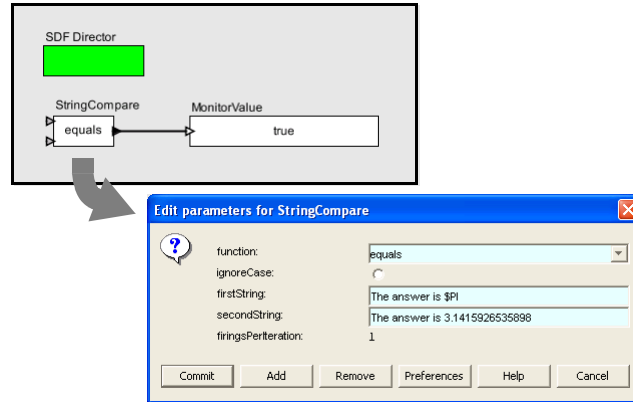 SDF Director
StringCompare
MonitorValue
equals
true
Edit parameters for StringCompare
?
function:
equals
ignoreCase:
firstString:
The answer is $PI
secondString:
The answer is 3.1415926535898
firingsPerIteration:
1
Commit
Add
Remove
Preferences
Help
Cancel